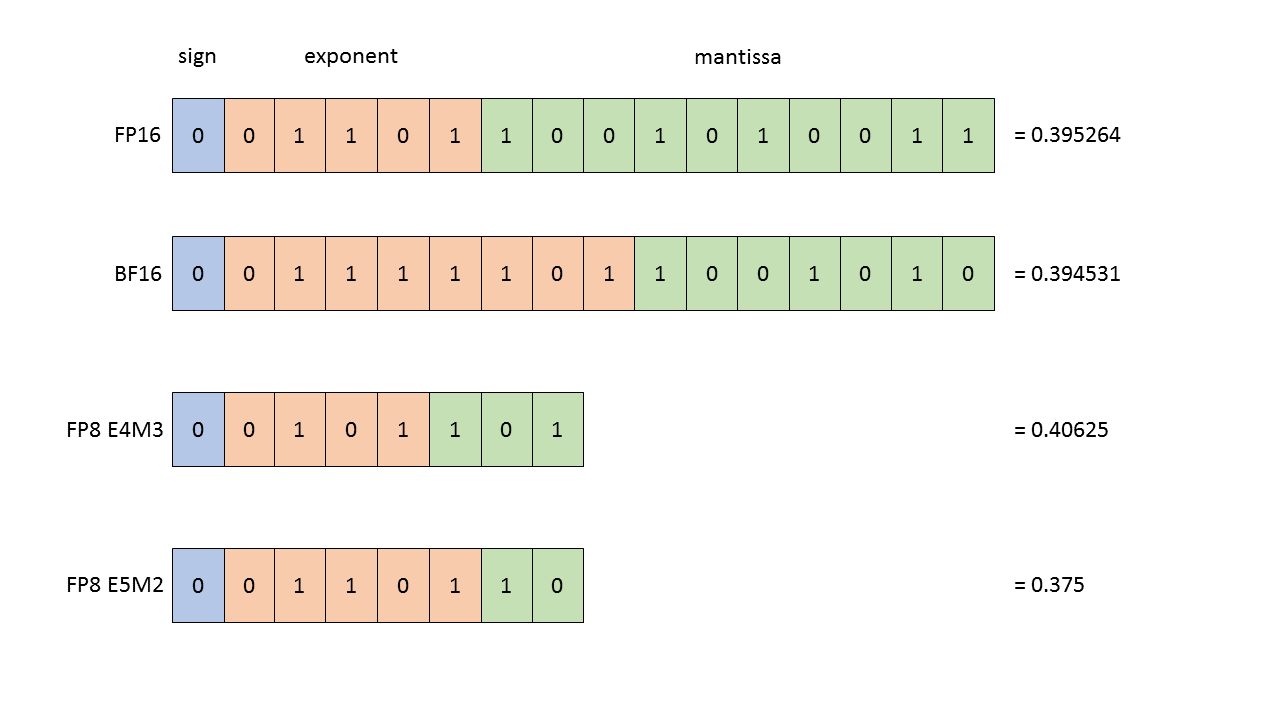 sign exponent mantissa
FP16 0 0 1 1 0 1 1 0 0 1 0 1 0 0 1 1 = 0.395264
BF16 0 0 1 1 1 1 1 0 1 1 0 0 1 0 1 0 = 0.394531
FP8 E4M3 0 0 1 0 1 1 0 1 = 0.40625
FP8 E5M2 0 0 1 1 0 1 1 0 = 0.375